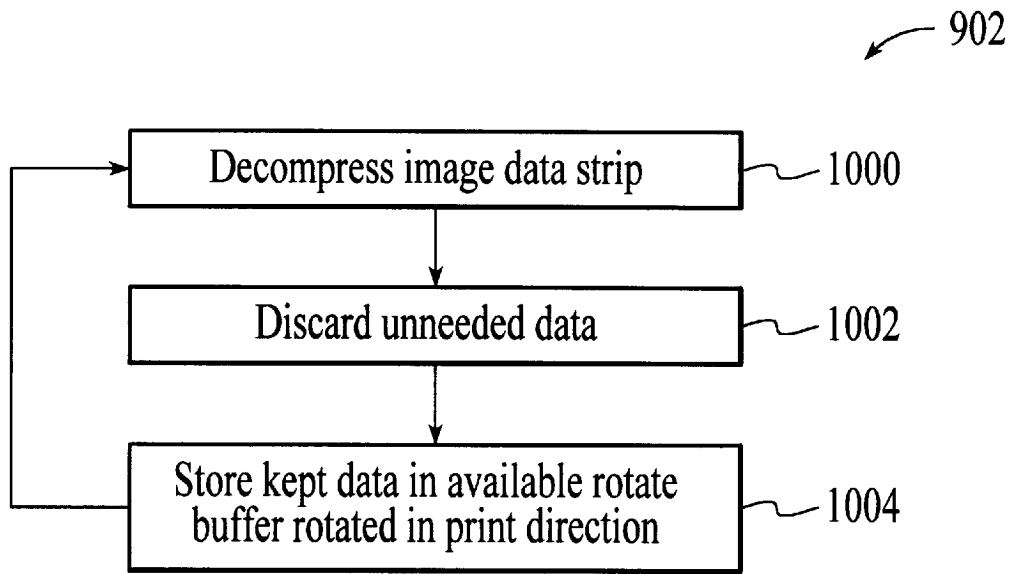 902
Decompress image data strip
1000
Discard unneeded data
1002
Store kept data in available rotate
buffer rotated in print direction
1004